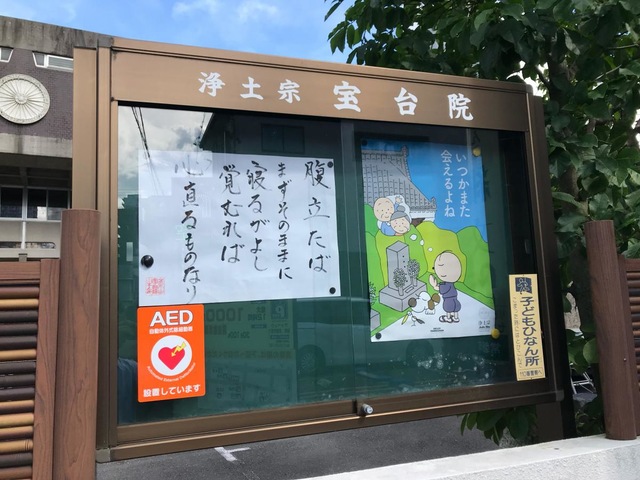 浄土宗 宝台院
腹立たば
まずそのままに
寝るがよし
覚むれば
心直るものなり
いつかまた
会えるよね
AED
自動体外式除細動器
設置しています
子どもひなん所